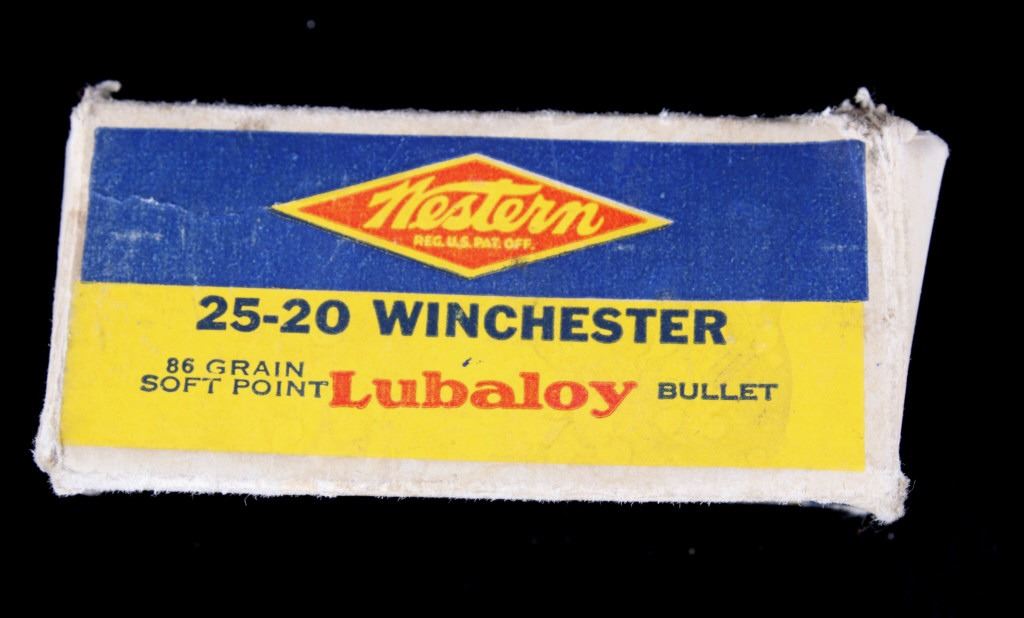 Western
REG. U.S. PAT. OFF.
25-20 WINCHESTER
86 GRAIN
SOFT POINT Lubaloy BULLET